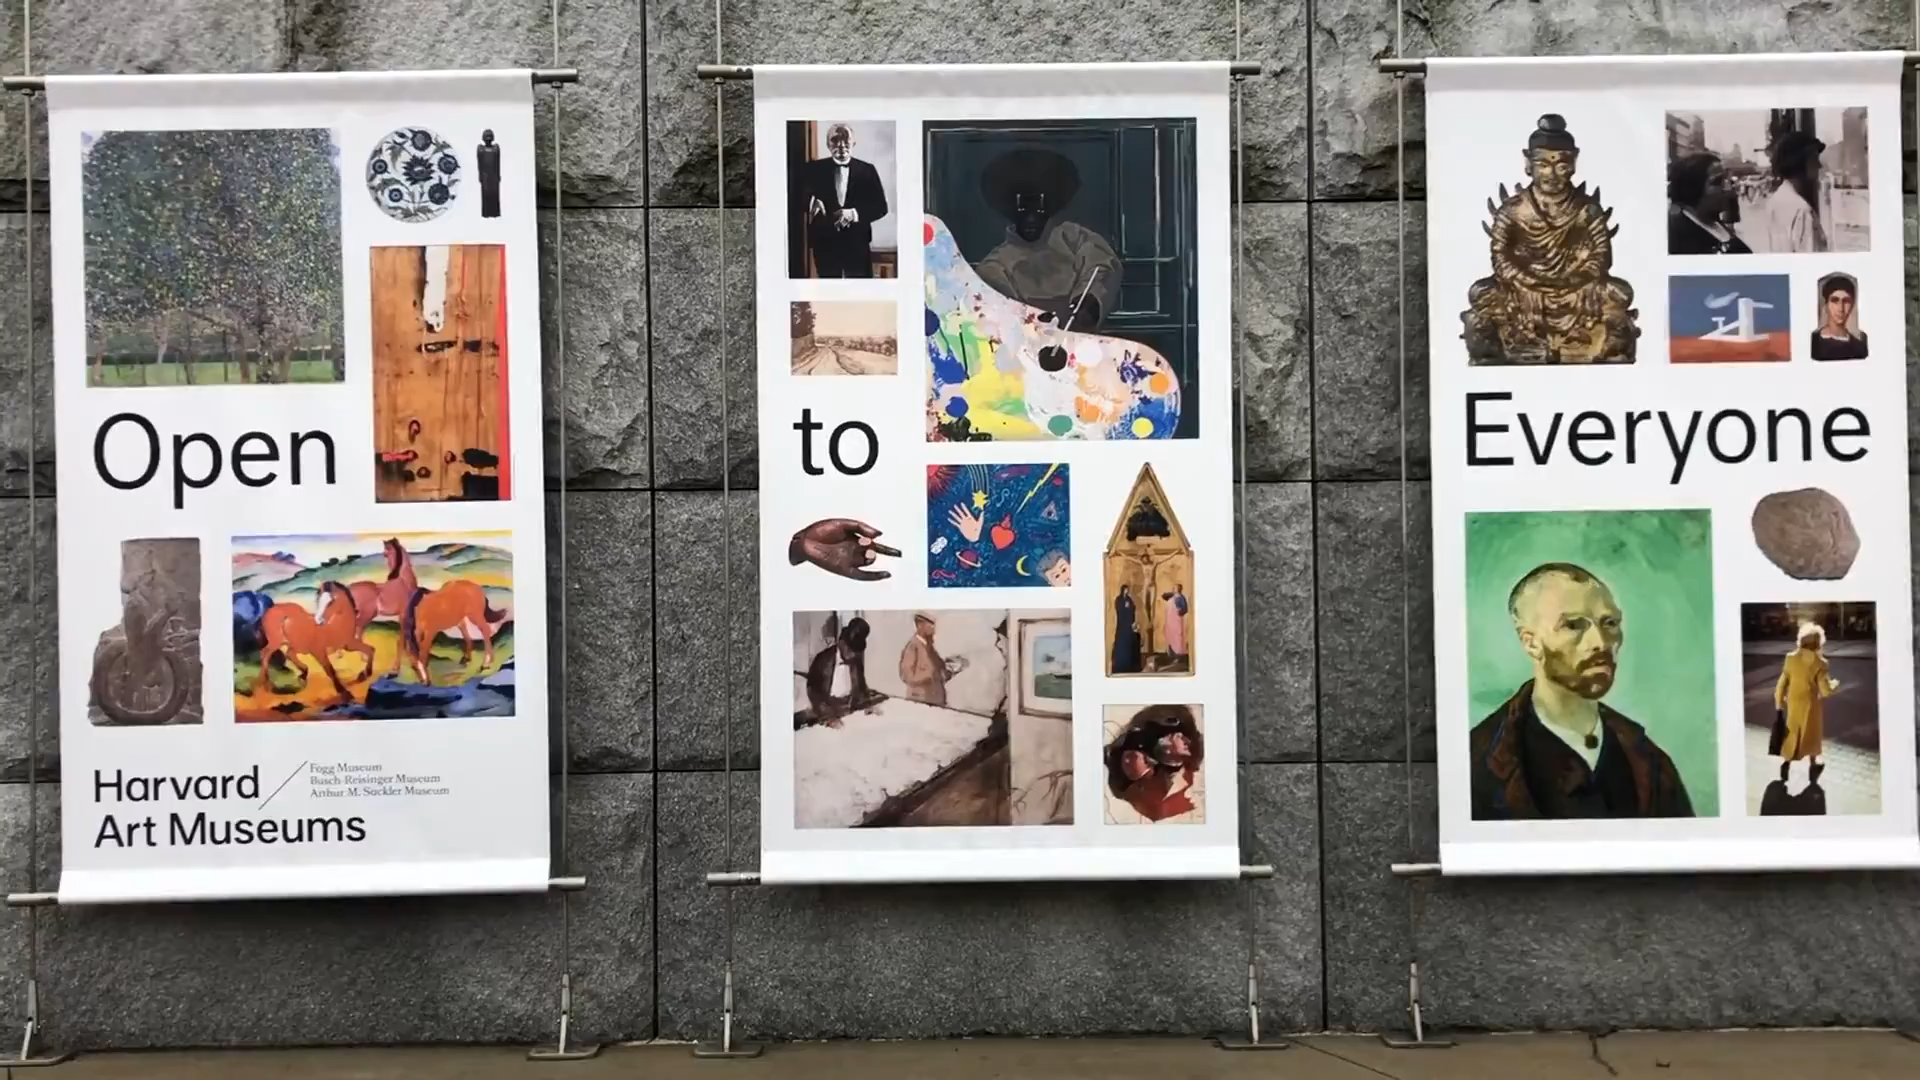 Open
Harvard
Art Museums
Fogg Museum
Busch-Reisinger Museum
Arthur M. Sackler Museum
to
Everyone